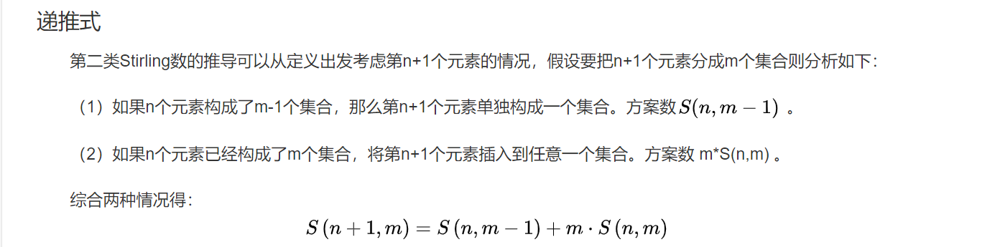 递推式
第二类Stirling数的推导可以从定义出发考虑第n+1个元素的情况，假设要把n+1个元素分成m个集合则分析如下：
（1）如果n个元素构成了m-1个集合，那么第n+1个元素单独构成一个集合。方案数S(n,m − 1) 。
（2）如果n个元素已经构成了m个集合，将第n+1个元素插入到任意一个集合。方案数 m*S(n,m) 。
综合两种情况得：
S (n + 1, m) = S (n, m − 1) + m · S (n, m)